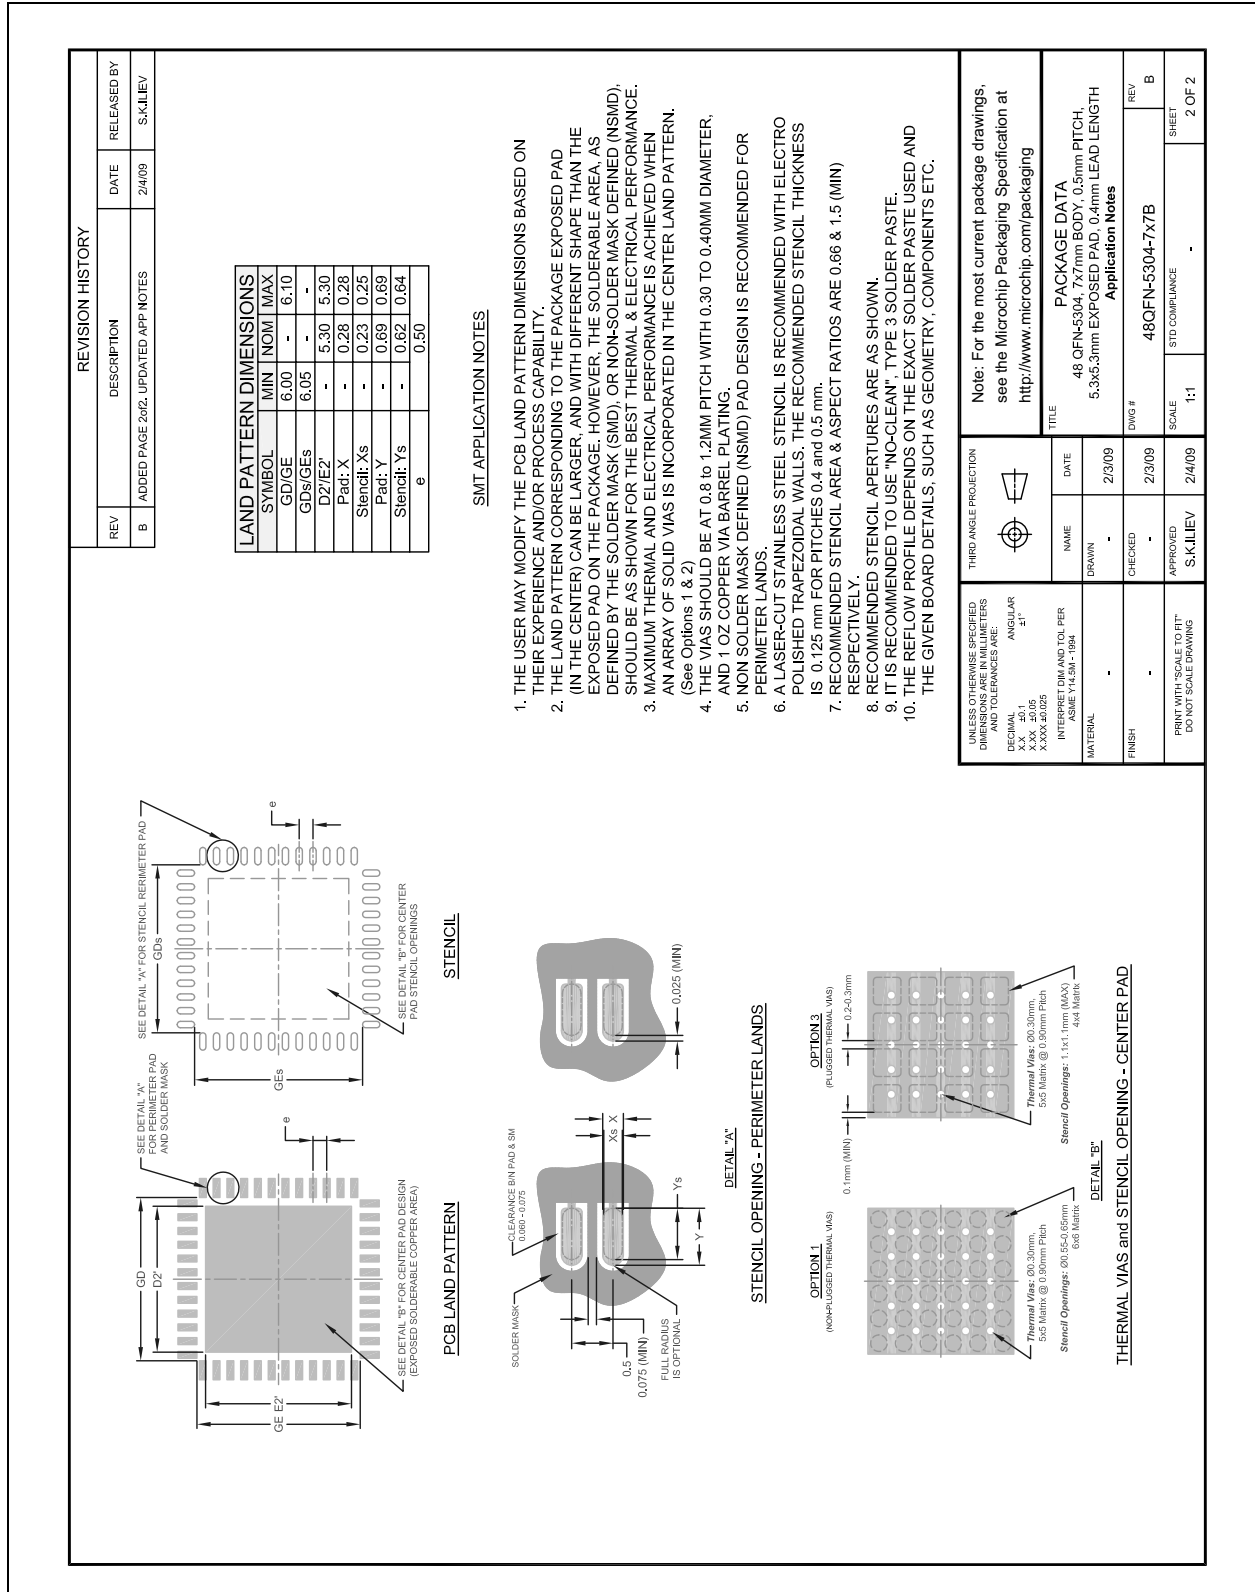 REVISION HISTORY
REV DESCRIPTION DATE RELEASED BY
B ADDED PAGE 2of2. UPDATED APP NOTES 2/4/09 S.K.ILIEV
LAND PATTERN DIMENSIONS
SYMBOL MIN NOM MAX
GD/GE 6.00 - 6.10
GDs/GEs 6.05 - -
D2'/E2' - 5.30 5.30
Pad: X - 0.28 0.28
Stencil: Xs - 0.23 0.25
Pad: Y - 0.69 0.69
Stencil: Ys - 0.62 0.64
e 0.50
SMT APPLICATION NOTES
1. THE USER MAY MODIFY THE PCB LAND PATTERN DIMENSIONS BASED ON
THEIR EXPERIENCE AND/OR PROCESS CAPABILITY.
2. THE LAND PATTERN CORRESPONDING TO THE PACKAGE EXPOSED PAD
(IN THE CENTER) CAN BE LARGER, AND WITH DIFFERENT SHAPE THAN THE
EXPOSED PAD ON THE PACKAGE. HOWEVER, THE SOLDERABLE AREA, AS
DEFINED BY THE SOLDER MASK (SMD), OR NON-SOLDER MASK DEFINED (NSMD),
SHOULD BE AS SHOWN FOR THE BEST THERMAL & ELECTRICAL PERFORMANCE.
3. MAXIMUM THERMAL AND ELECTRICAL PERFORMANCE IS ACHIEVED WHEN
AN ARRAY OF SOLID VIAS IS INCORPORATED IN THE CENTER LAND PATTERN.
(See Options 1 & 2)
4. THE VIAS SHOULD BE AT 0.8 to 1.2MM PITCH WITH 0.30 TO 0.40MM DIAMETER,
AND 1 OZ COPPER VIA BARREL PLATING.
5. NON SOLDER MASK DEFINED (NSMD) PAD DESIGN IS RECOMMENDED FOR
PERIMETER LANDS.
6. A LASER-CUT STAINLESS STEEL STENCIL IS RECOMMENDED WITH ELECTRO
POLISHED TRAPEZOIDAL WALLS. THE RECOMMENDED STENCIL THICKNESS
IS 0.125 mm FOR PITCHES 0.4 and 0.5 mm.
7. RECOMMENDED STENCIL AREA & ASPECT RATIOS ARE 0.66 & 1.5 (MIN)
RESPECTIVELY.
8. RECOMMENDED STENCIL APERTURES ARE AS SHOWN.
9. IT IS RECOMMENDED TO USE "NO-CLEAN", TYPE 3 SOLDER PASTE.
10. THE REFLOW PROFILE DEPENDS ON THE EXACT SOLDER PASTE USED AND
THE GIVEN BOARD DETAILS, SUCH AS GEOMETRY, COMPONENTS ETC.
SEE DETAIL "A"
FOR PERIMETER PAD
AND SOLDER MASK
GD
D2'
GE E2'
e
SEE DETAIL "B" FOR CENTER PAD DESIGN
(EXPOSED SOLDERABLE COPPER AREA)
PCB LAND PATTERN
SEE DETAIL "A" FOR STENCIL RERIMETER PAD
GDs
GEs
e
SEE DETAIL "B" FOR CENTER
PAD STENCIL OPENINGS
STENCIL
SOLDER MASK
CLEARANCE B/N PAD & SM
0.060 - 0.075
Xs X
Ys
Y
0.5
0.075 (MIN)
FULL RADIUS
IS OPTIONAL
0.025 (MIN)
DETAIL "A"
STENCIL OPENING - PERIMETER LANDS
OPTION 1
(NON-PLUGGED THERMAL VIAS)
Thermal Vias: Ø0.30mm,
5x5 Matrix @ 0.90mm Pitch
Stencil Openings: Ø0.55-0.65mm
6x6 Matrix
OPTION 3
(PLUGGED THERMAL VIAS)
0.1mm (MIN)
0.2-0.3mm
Thermal Vias: Ø0.30mm,
5x5 Matrix @ 0.90mm Pitch
Stencil Openings: 1.1x1.1mm (MAX)
4x4 Matrix
DETAIL "B"
THERMAL VIAS and STENCIL OPENING - CENTER PAD
UNLESS OTHERWISE SPECIFIED
DIMENSIONS ARE IN MILLIMETERS
AND TOLERANCES ARE:
DECIMAL ANGULAR
X.X ±0.1 ±1°
X.XX ±0.05
X.XXX ±0.025
INTERPRET DIM AND TOL PER
ASME Y14.5M - 1994
MATERIAL
-
FINISH
-
PRINT WITH "SCALE TO FIT"
DO NOT SCALE DRAWING
THIRD ANGLE PROJECTION
NAME DATE
DRAWN
- 2/3/09
CHECKED
- 2/3/09
APPROVED
S.K.ILIEV 2/4/09
Note: For the most current package drawings,
see the Microchip Packaging Specification at
http://www.microchip.com/packaging
TITLE
PACKAGE DATA
48 QFN-5304, 7x7mm BODY, 0.5mm PITCH,
5.3x5.3mm EXPOSED PAD, 0.4mm LEAD LENGTH
Application Notes
DWG #
48QFN-5304-7x7B
REV
B
SCALE
1:1
STD COMPLIANCE
-
SHEET
2 OF 2